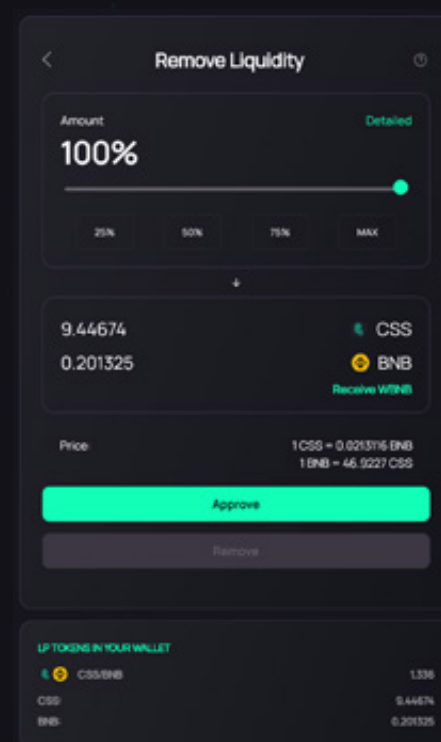 Remove Liquidity
Amount
Detailed
100%
25% 50% 75% MAX
9.44674 CSS
0.201325 BNB
Receive WBNB
Price: 1 CSS = 0.0213116 BNB
1 BNB = 46.9227 CSS
Approve
Remove
LP TOKENS IN YOUR WALLET
CSS/BNB 1.336
CSS: 9.44674
BNB: 0.201325